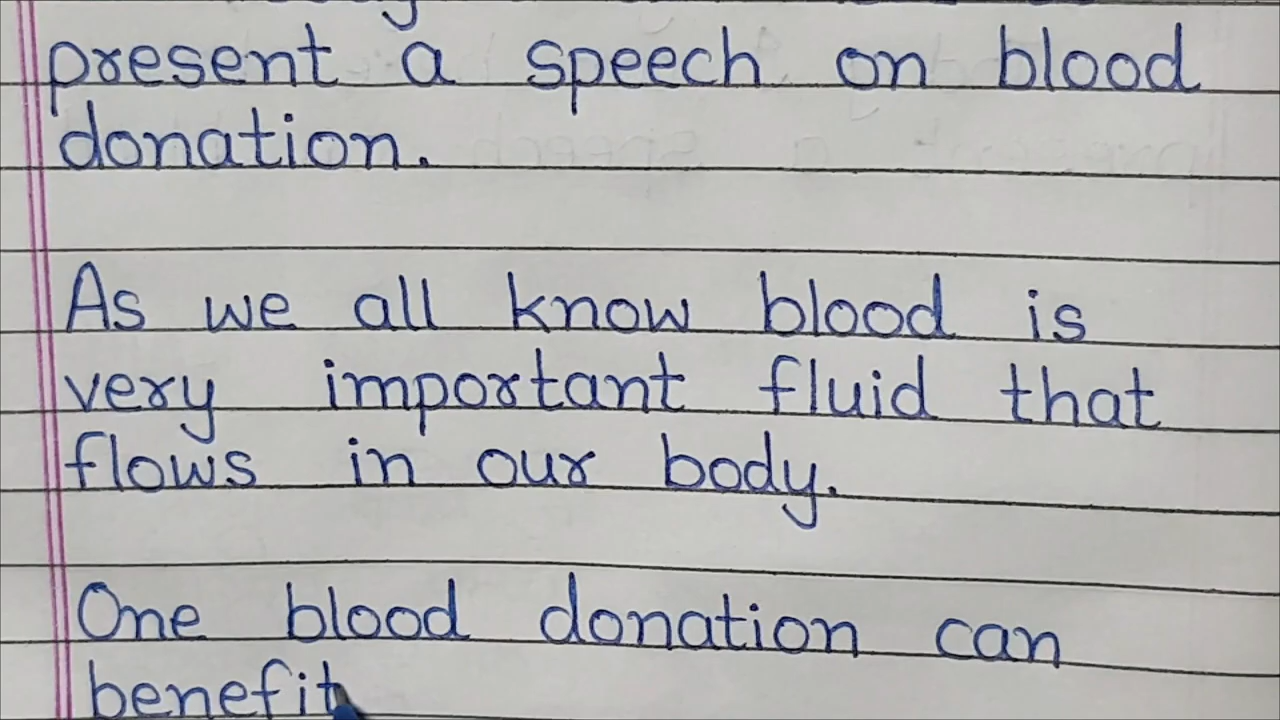 present a speech on blood
donation.
As we all know blood is
very important fluid that
flows in our body.
One blood donation can
benefit